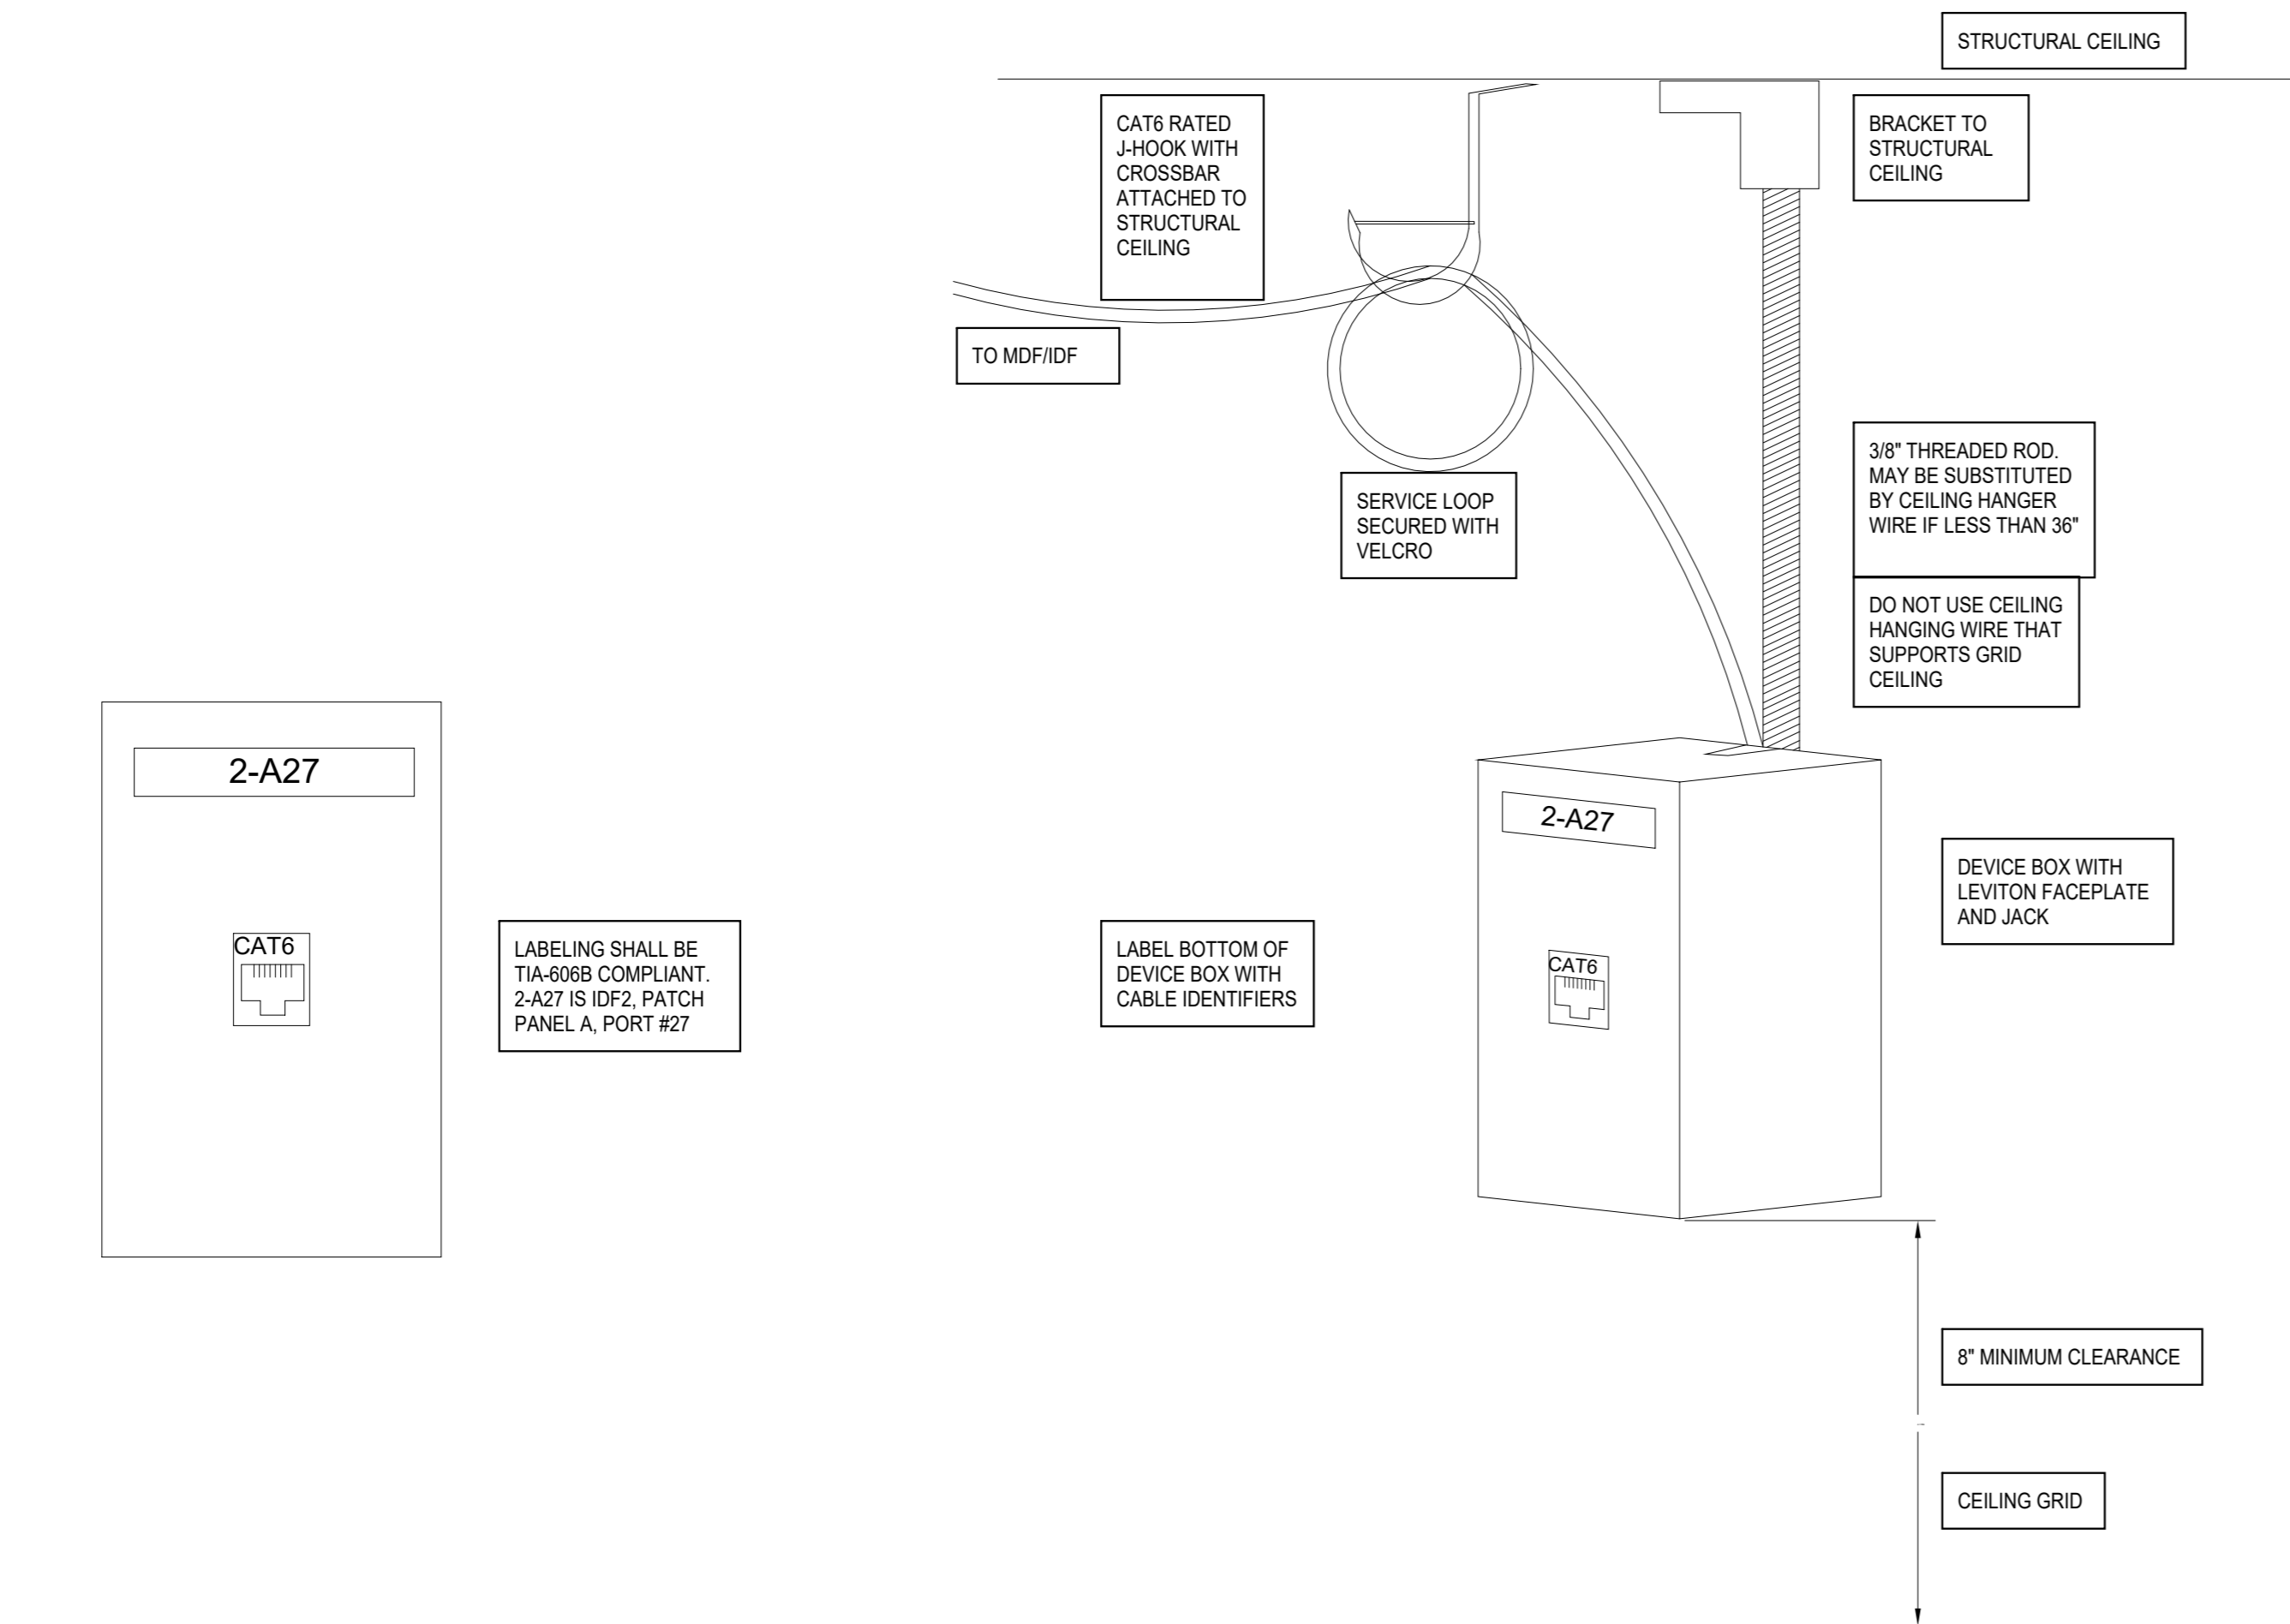 STRUCTURAL CEILING
CAT6 RATED
J-HOOK WITH
CROSSBAR
ATTACHED TO
STRUCTURAL
CEILING
BRACKET TO
STRUCTURAL
CEILING
TO MDF/IDF
3/8" THREADED ROD.
MAY BE SUBSTITUTED
BY CEILING HANGER
WIRE IF LESS THAN 36"
SERVICE LOOP
SECURED WITH
VELCRO
DO NOT USE CEILING
HANGING WIRE THAT
SUPPORTS GRID
CEILING
2-A27
2-A27
CAT6
LABELING SHALL BE
TIA-606B COMPLIANT.
2-A27 IS IDF2, PATCH
PANEL A, PORT #27
LABEL BOTTOM OF
DEVICE BOX WITH
CABLE IDENTIFIERS
CAT6
DEVICE BOX WITH
LEVITON FACEPLATE
AND JACK
8" MINIMUM CLEARANCE
CEILING GRID